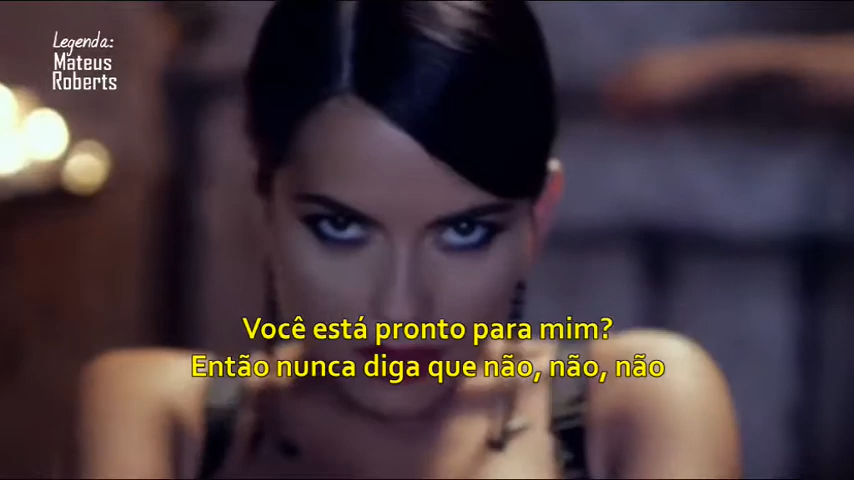 Legenda:
Mateus
Roberts
Você está pronto para mim?
Então nunca diga que não, não, não